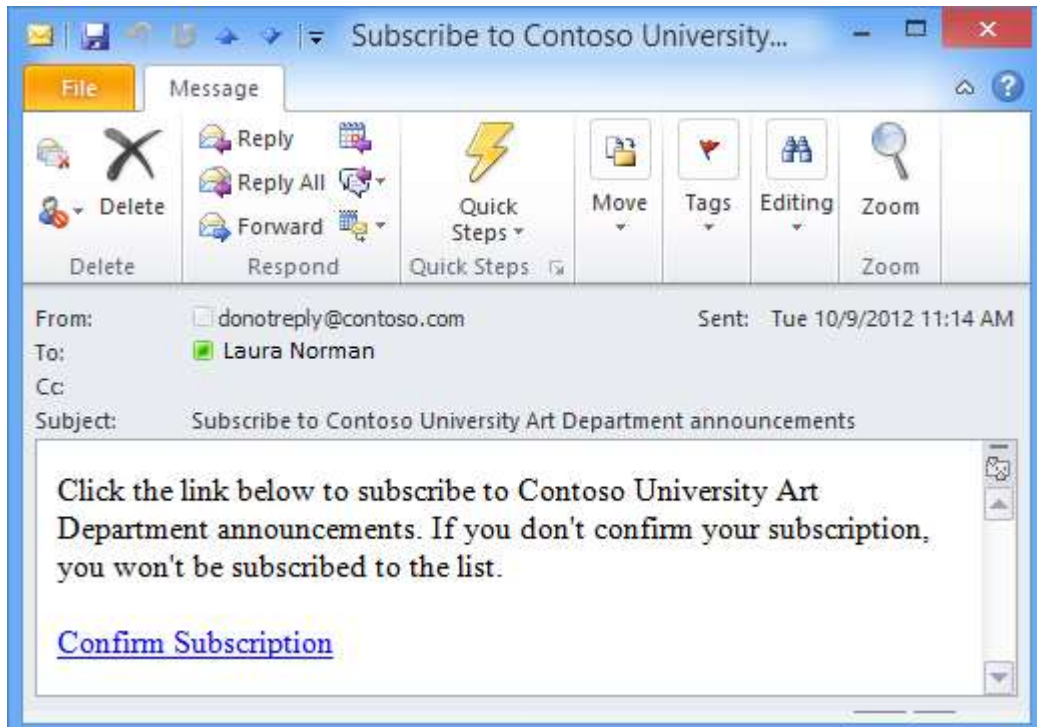 Subscribe to Contoso University...
File Message
Reply
Reply All
Forward
Delete
Quick Steps
Move
Tags
Editing
Zoom
Delete Respond Quick Steps Zoom
From: donotreply@contoso.com Sent: Tue 10/9/2012 11:14 AM
To: Laura Norman
Cc:
Subject: Subscribe to Contoso University Art Department announcements
Click the link below to subscribe to Contoso University Art
Department announcements. If you don't confirm your subscription,
you won't be subscribed to the list.
Confirm Subscription